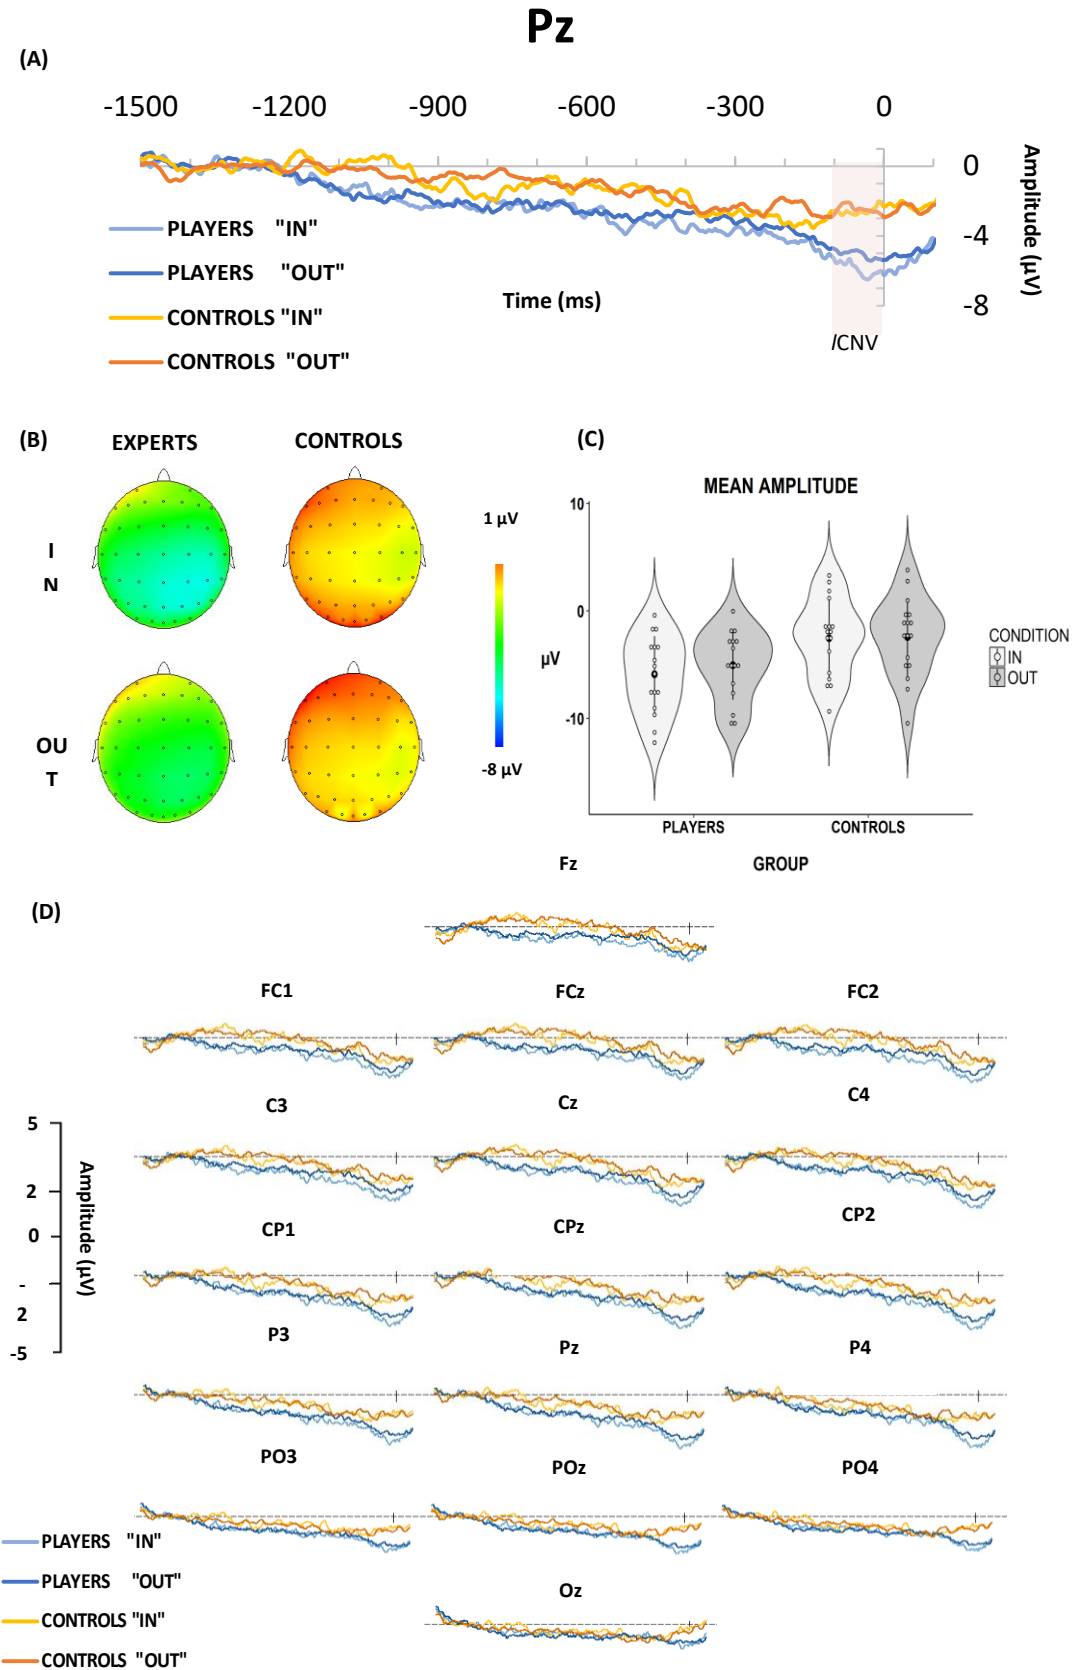 Pz
(A)
-1500 -1200 -900 -600 -300 0
0
-4
-8
Amplitude (µV)
PLAYERS "IN"
PLAYERS "OUT"
CONTROLS "IN"
CONTROLS "OUT"
Time (ms)
lCNV
(B)
EXPERTS CONTROLS
I
N
OU
T
1 µV
-8 µV
(C)
MEAN AMPLITUDE
10
0
-10
µV
PLAYERS CONTROLS
GROUP
CONDITION
IN
OUT
(D)
Fz
FC1 FCz FC2
C3 Cz C4
CP1 CPz CP2
P3 Pz P4
PO3 POz PO4
Oz
5
2
0
-
2
-5
Amplitude (µV)
PLAYERS "IN"
PLAYERS "OUT"
CONTROLS "IN"
CONTROLS "OUT"